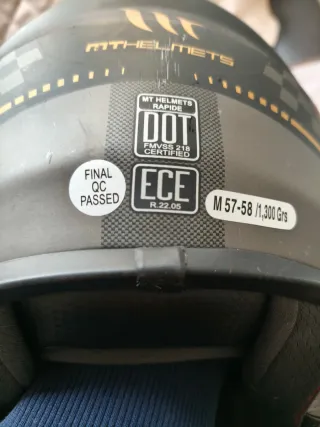 MTHELMETS
MT HELMETS
RAPIDE
DOT
FMVSS 218
CERTIFIED
FINAL
QC
PASSED
ECE
R.22.05
M 57-58 /1,300 Grs